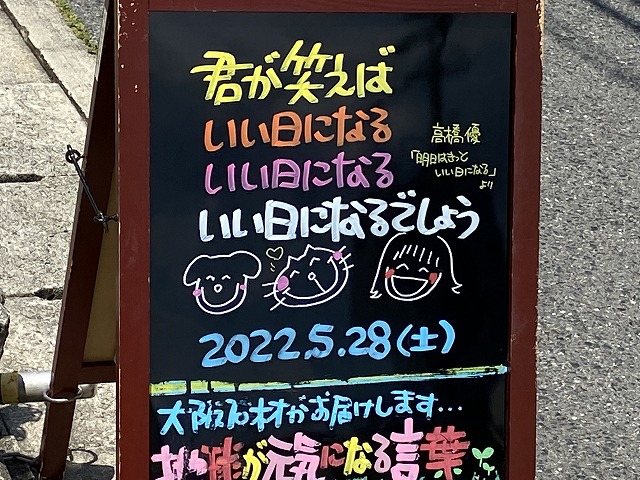 君が笑えば
いい日になる
いい日になる
いい日になるでしょう
高橋優
「明日はきっと
いい日になる」
より
2022.5.28(土)
大阪石材がお届けします…
が元気になる言葉